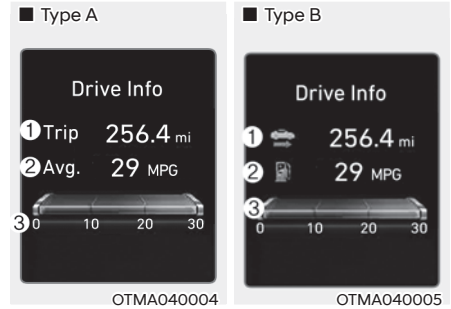 ■ Type A
Drive Info
① Trip 256.4 mi
② Avg. 29 MPG
③
0 10 20 30
OTMA040004
■ Type B
Drive Info
① 256.4 mi
② 29 MPG
③
0 10 20 30
OTMA040005